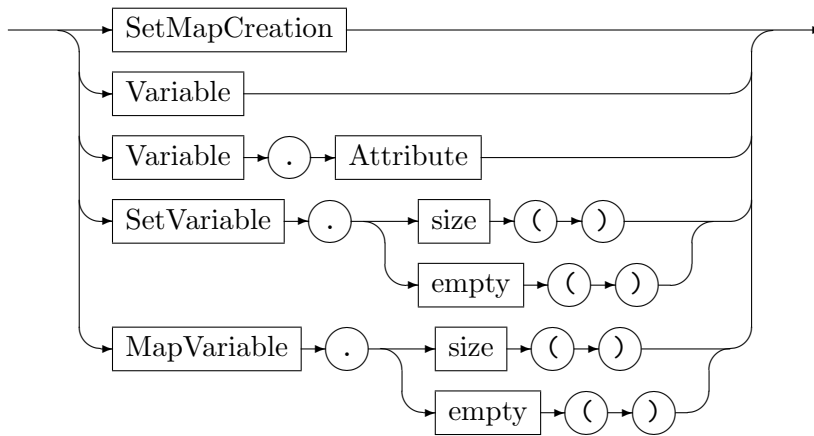 SetMapCreation
Variable
Variable . Attribute
SetVariable . size ( )
empty ( )
MapVariable . size ( )
empty ( )